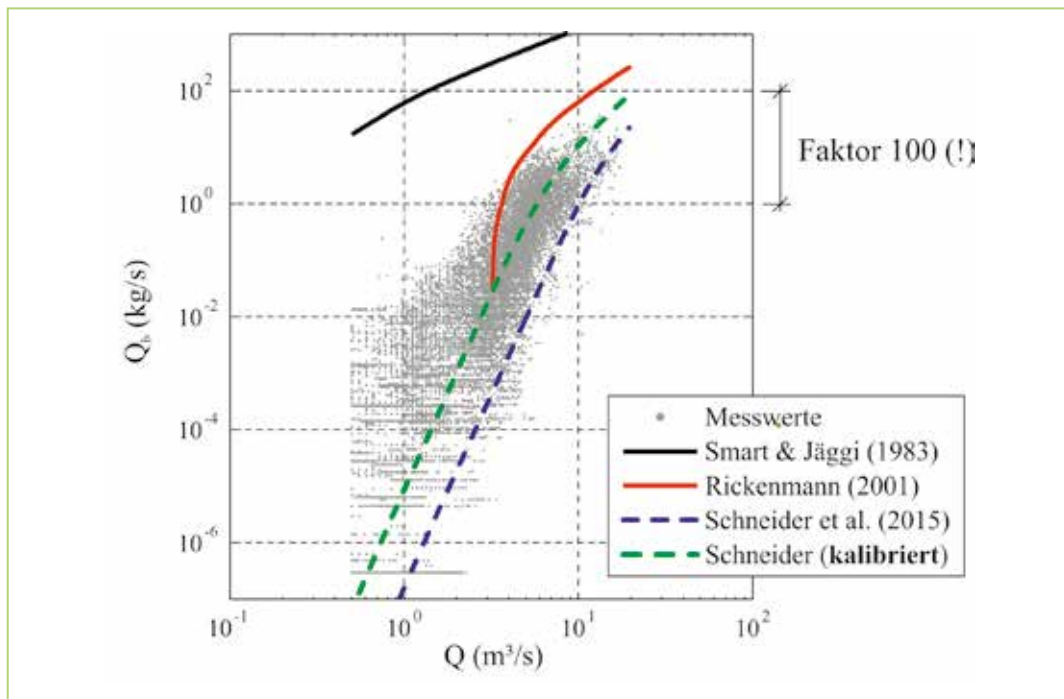 10²
10⁰
10⁻²
10⁻⁴
10⁻⁶
Q_b (kg/s)
10⁻¹
10⁰
10¹
10²
Q (m³/s)
Faktor 100 (!)
Messwerte
Smart & Jäggi (1983)
Rickenmann (2001)
Schneider et al. (2015)
Schneider (kalibriert)